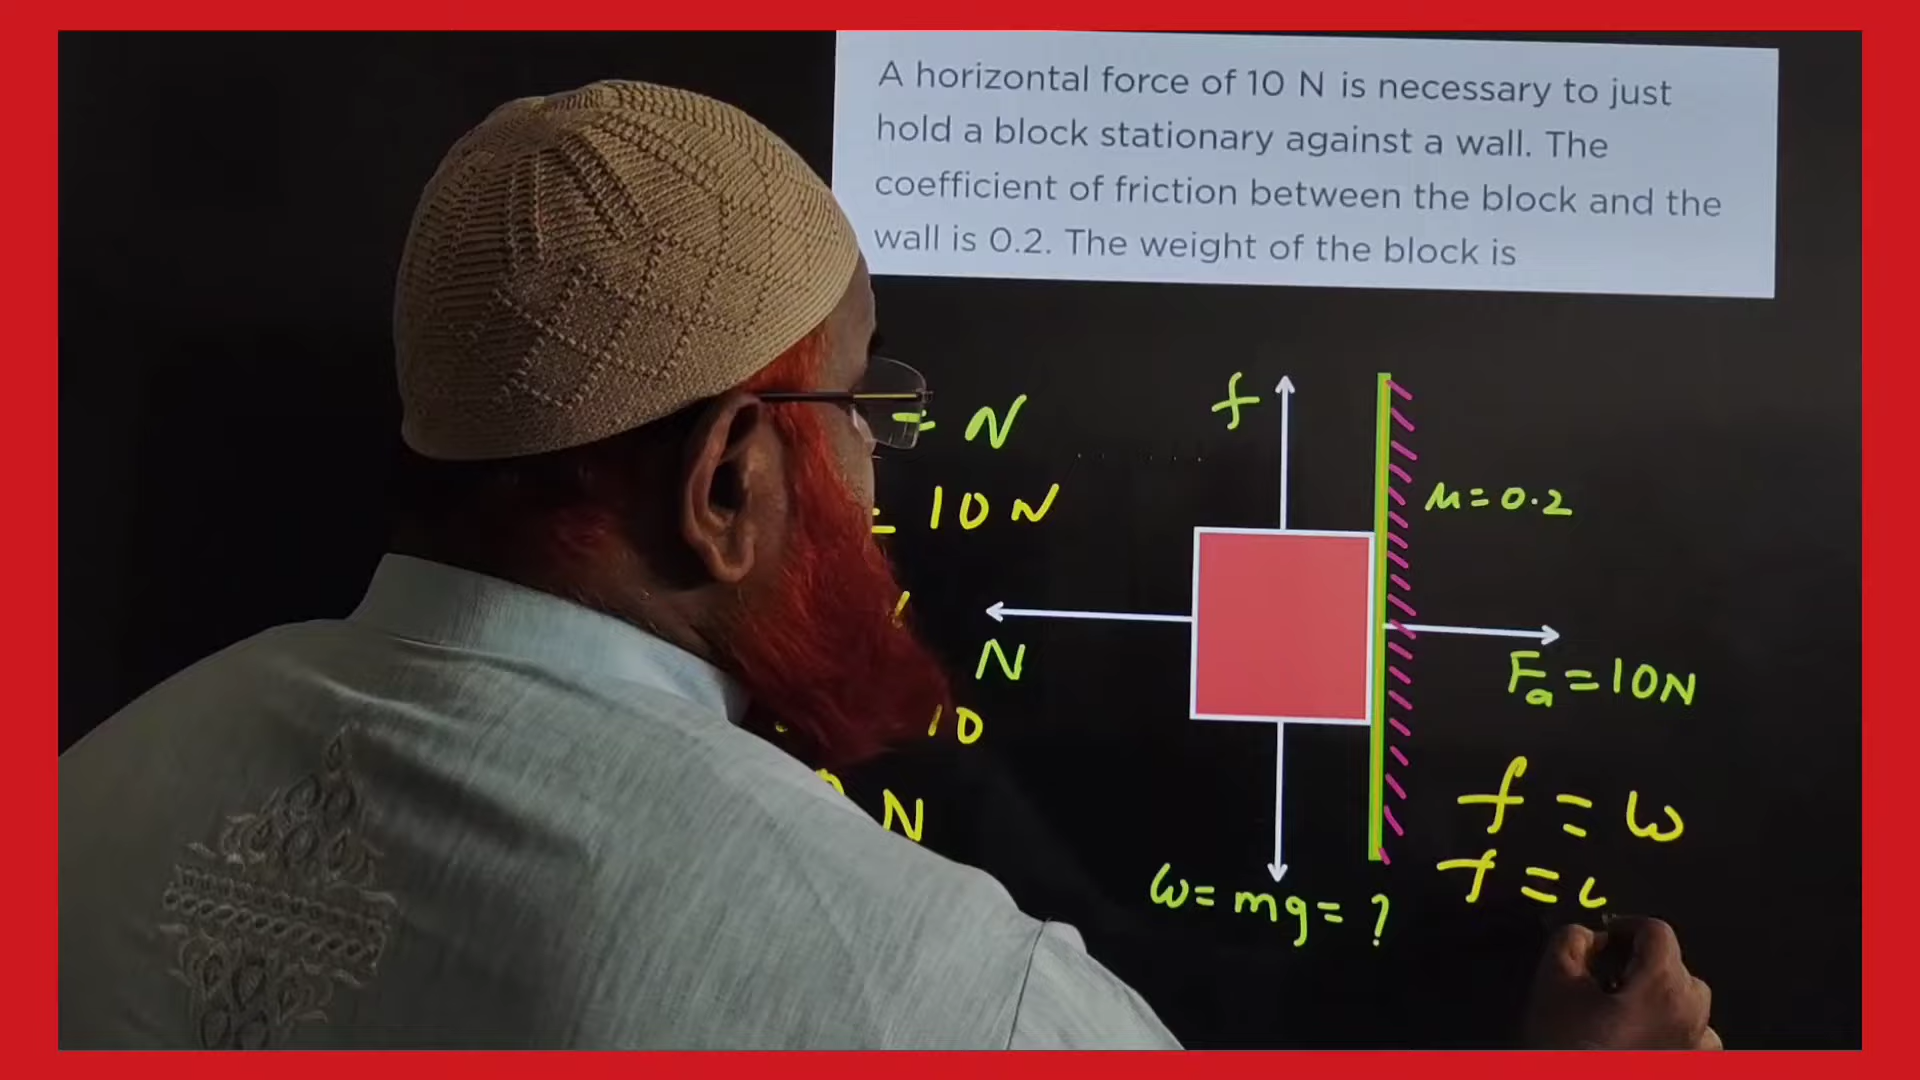 A horizontal force of 10 N is necessary to just
hold a block stationary against a wall. The
coefficient of friction between the block and the
wall is 0.2. The weight of the block is
= N
= 10 N
10
N
f
μ=0.2
N
Fa=10N
ω=mg=?
f = ω
f =